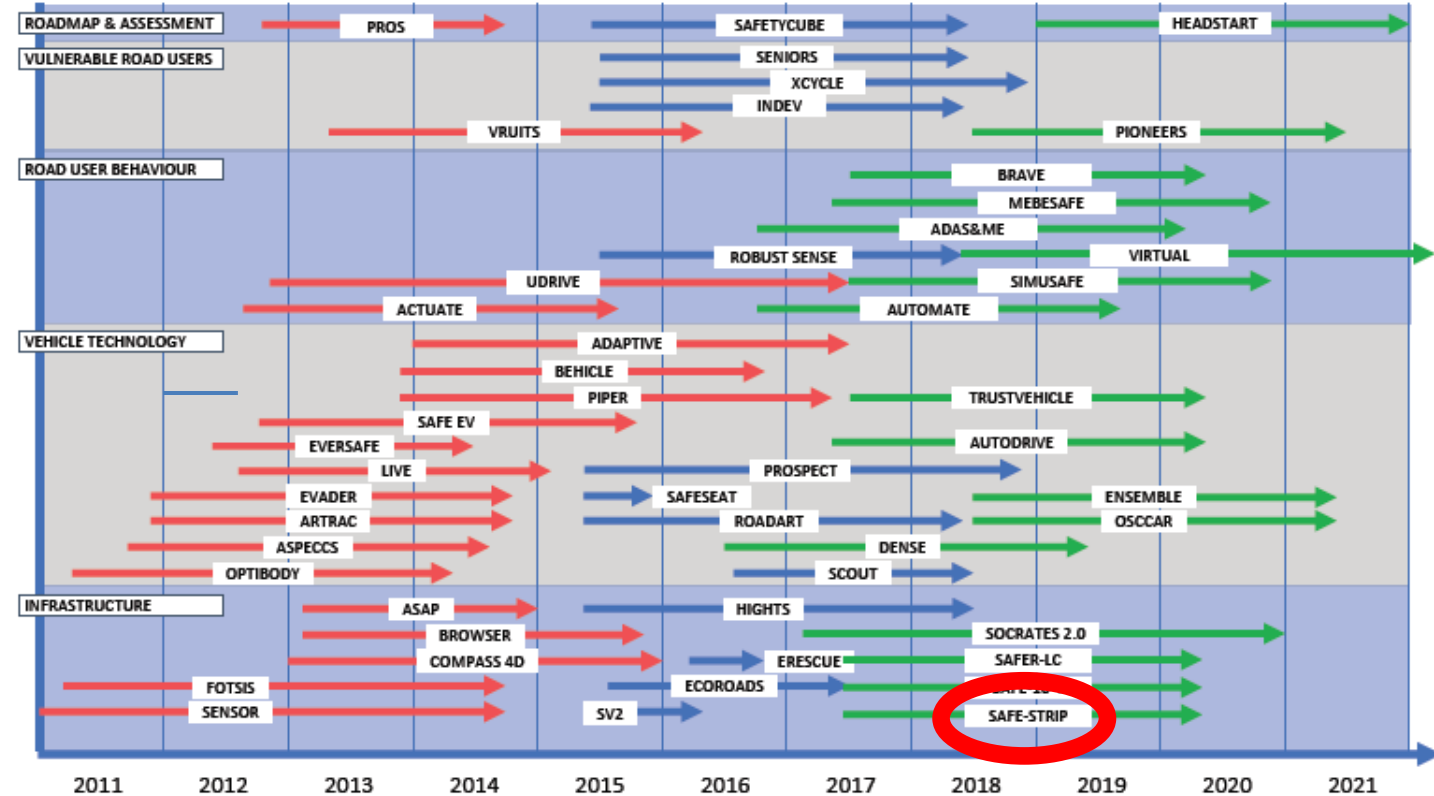 ROADMAP & ASSESSMENT
PROS
SAFETYCUBE
HEADSTART
VULNERABLE ROAD USERS
SENIORS
XCYCLE
INDEV
VRUITS
PIONEERS
ROAD USER BEHAVIOUR
BRAVE
MEBESAFE
ADAS&ME
ROBUST SENSE
VIRTUAL
UDRIVE
SIMUSAFE
ACTUATE
AUTOMATE
VEHICLE TECHNOLOGY
ADAPTIVE
BEHICLE
PIPER
TRUSTVEHICLE
SAFE EV
EVERSAFE
AUTODRIVE
LIVE
PROSPECT
EVADER
SAFESEAT
ENSEMBLE
ARTRAC
ROADART
OSCCAR
ASPECCS
DENSE
OPTIBODY
SCOUT
INFRASTRUCTURE
ASAP
HIGHTS
BROWSER
SOCRATES 2.0
COMPASS 4D
ERESCUE
SAFER-LC
FOTSIS
ECOROADS
SENSOR
SV2
SAFE-STRIP
2011 2012 2013 2014 2015 2016 2017 2018 2019 2020 2021